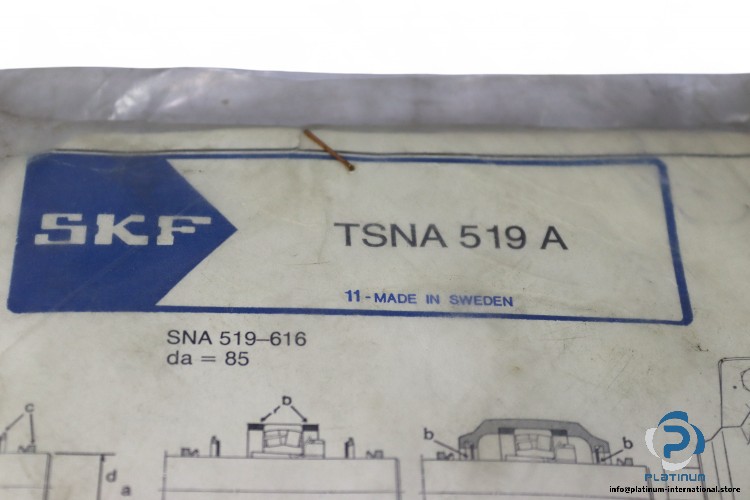 SKF
TSNA 519 A
11 - MADE IN SWEDEN
SNA 519-616
da = 85
c
b
b
b
d
a
PLATINUM
info@platinum-international.store